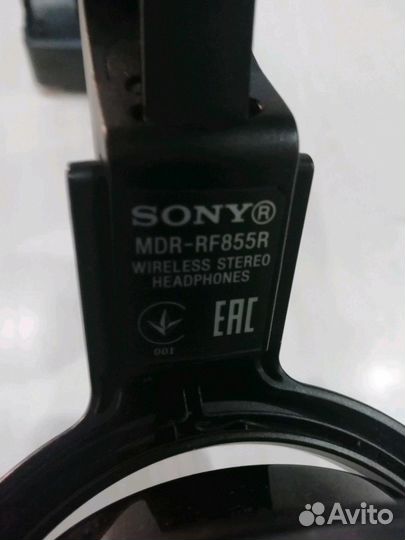 SONY®
MDR-RF855R
WIRELESS STEREO
HEADPHONES
001
EAC
Avito